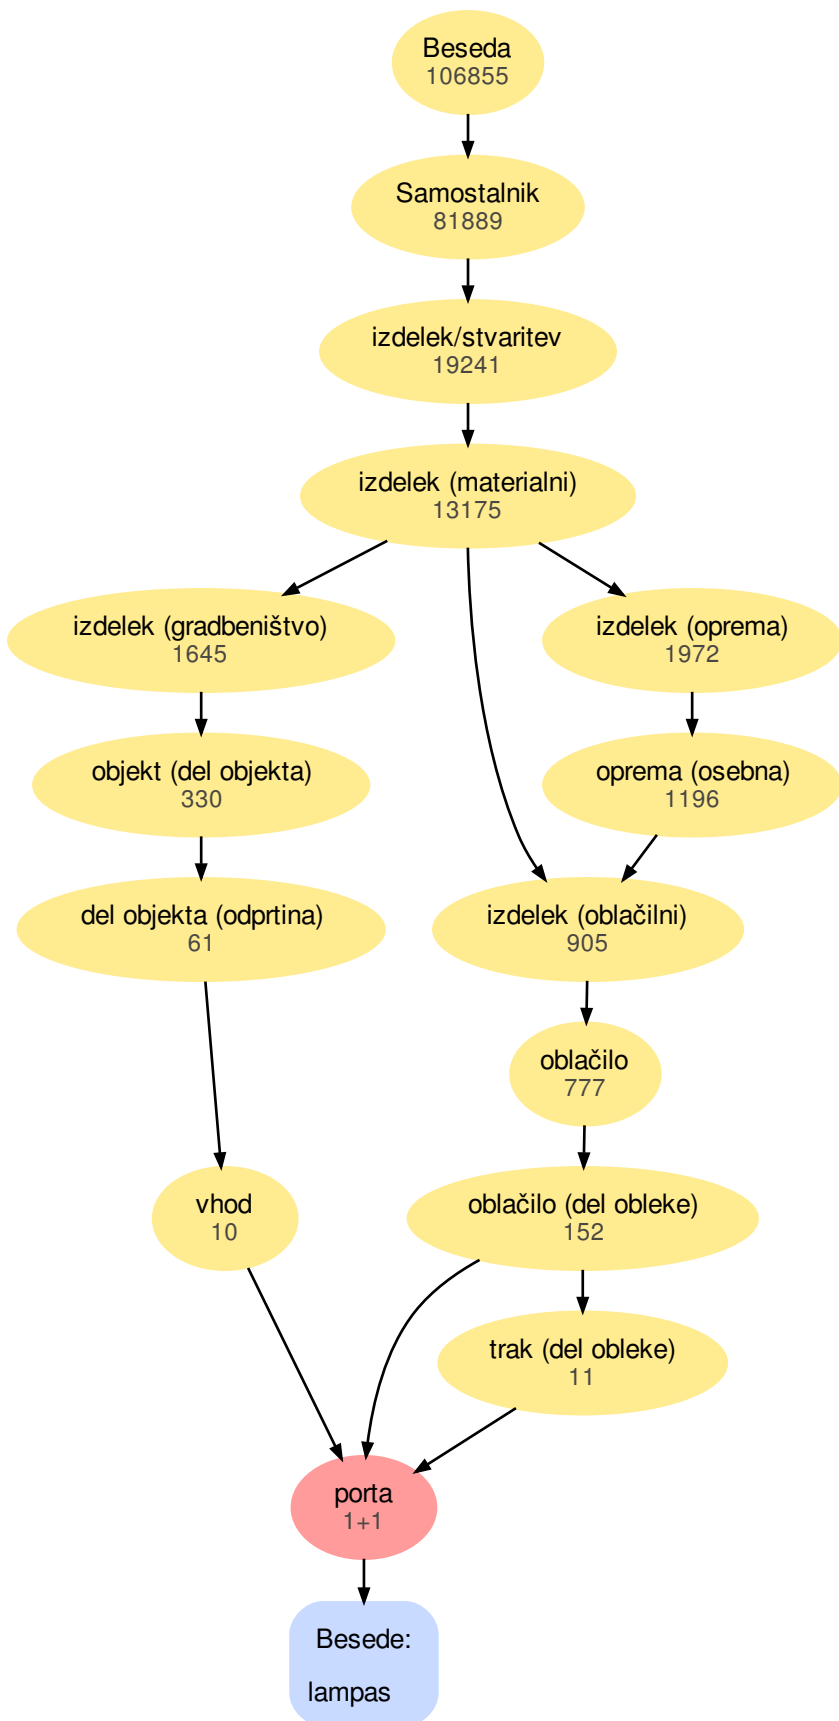 Beseda
106855
Samostalnik
81889
izdelek/stvaritev
19241
izdelek (materialni)
13175
izdelek (gradbeništvo)
1645
izdelek (oprema)
1972
objekt (del objekta)
330
oprema (osebna)
1196
del objekta (odprtina)
61
izdelek (oblačilni)
905
oblačilo
777
vhod
10
oblačilo (del obleke)
152
trak (del obleke)
11
porta
1+1
Besede:
lampas